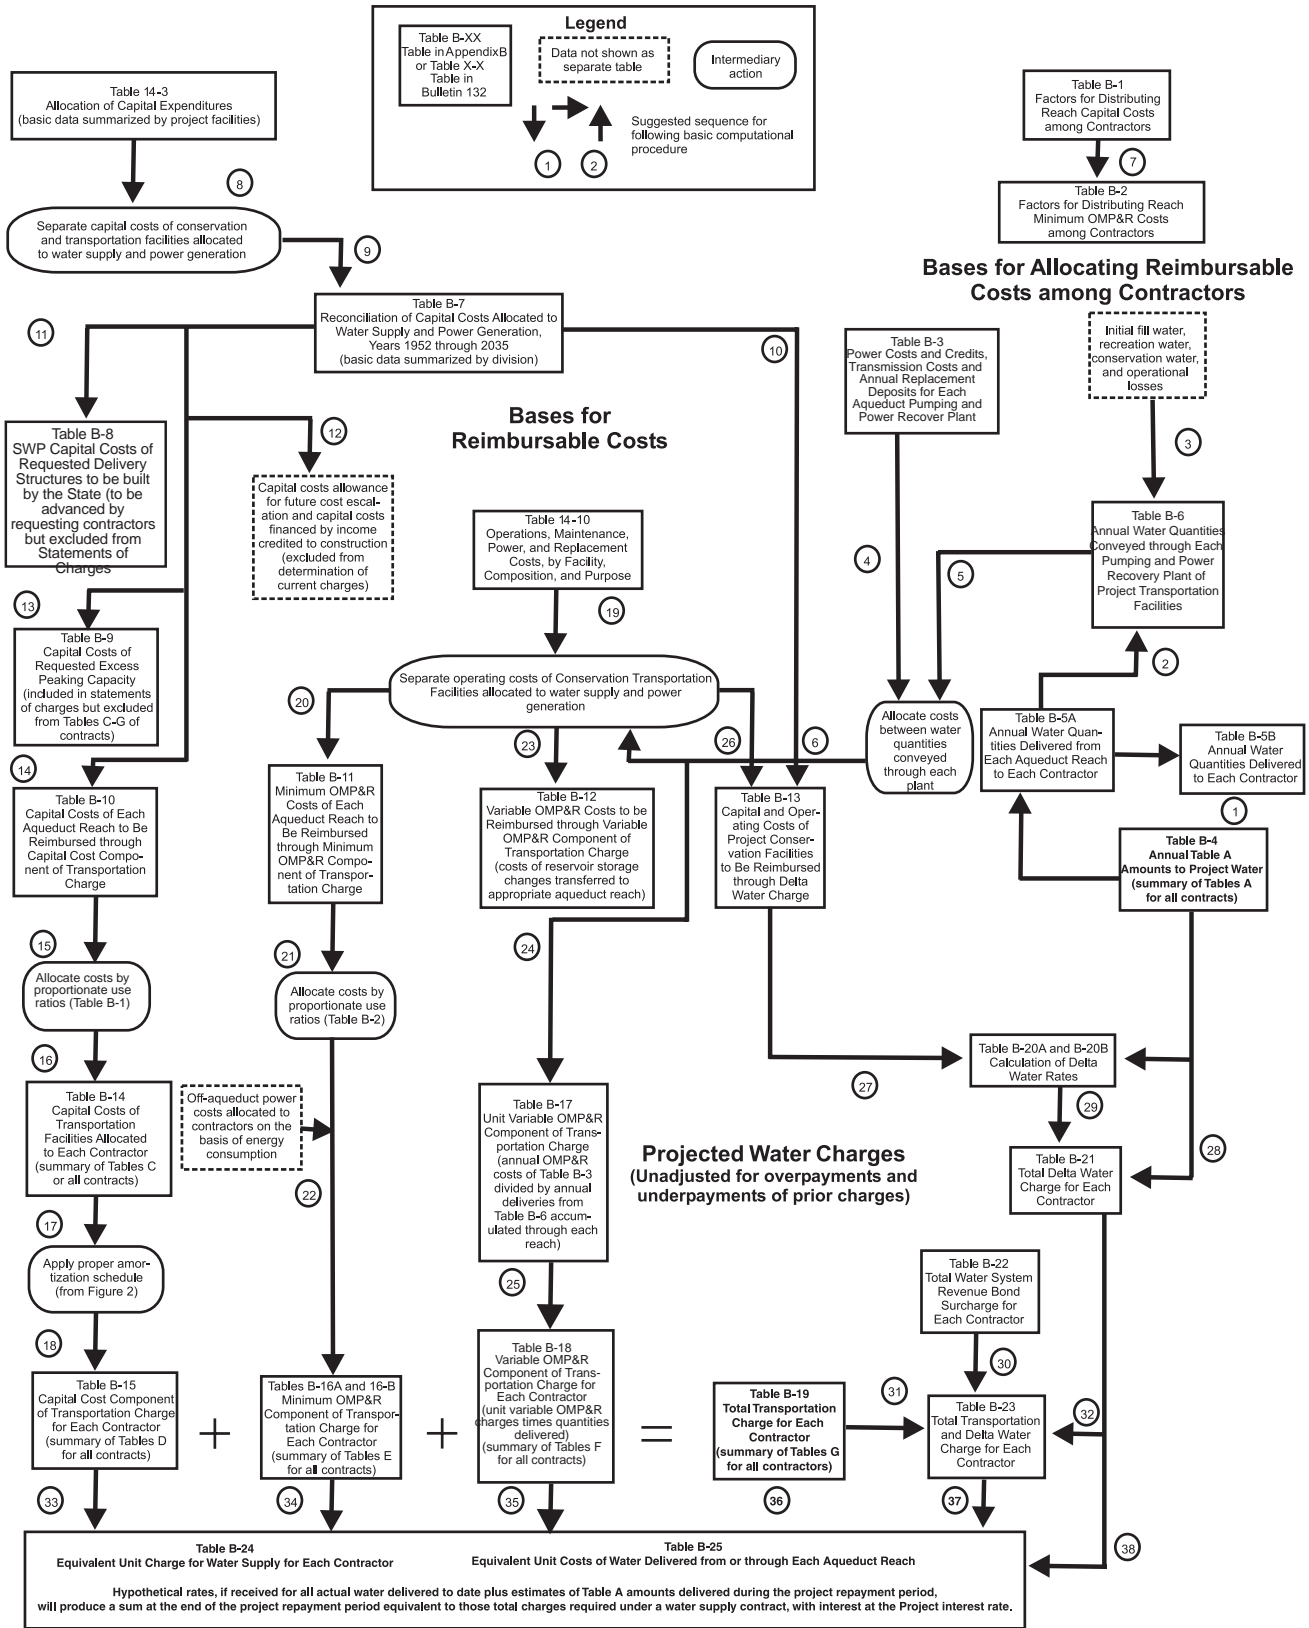 Legend
Table B-XX
Table in Appendix B
or Table X-X
Table in
Bulletin 132
Data not shown as
separate table
Intermediary
action
1
2
Suggested sequence for
following basic computational
procedure
Table 14-3
Allocation of Capital Expenditures
(basic data summarized by project facilities)
8
Separate capital costs of conservation
and transportation facilities allocated
to water supply and power generation
9
Table B-1
Factors for Distributing
Reach Capital Costs
among Contractors
7
Table B-2
Factors for Distributing Reach
Minimum OMP&R Costs
among Contractors
Bases for Allocating Reimbursable
Costs among Contractors
Table B-7
Reconciliation of Capital Costs Allocated to
Water Supply and Power Generation,
Years 1952 through 2035
(basic data summarized by division)
11
10
Table B-3
Power Costs and Credits,
Transmission Costs and
Annual Replacement
Deposits for Each
Aqueduct Pumping and
Power Recover Plant
Initial fill water,
recreation water,
conservation water,
and operational
losses
3
Bases for
Reimbursable Costs
Table B-8
SWP Capital Costs of
Requested Delivery
Structures to be built
by the State (to be
advanced by
requesting contractors
but excluded from
Statements of
Charges
12
Capital costs allowance
for future cost escal-
ation and capital costs
financed by income
credited to construction
(excluded from
determination of
current charges)
Table 14-10
Operations, Maintenance,
Power, and Replacement
Costs, by Facility,
Composition, and Purpose
19
4
5
Table B-6
Annual Water Quantities
Conveyed through Each
Pumping and Power
Recovery Plant of
Project Transportation
Facilities
2
13
Table B-9
Capital Costs of
Requested Excess
Peaking Capacity
(included in statements
of charges but excluded
from Tables C-G of
contracts)
14
20
Separate operating costs of Conservation Transportation
Facilities allocated to water supply and power
generation
23
26
6
Allocate costs
between water
quantities
conveyed
through each
plant
Table B-5A
Annual Water Quan-
tities Delivered from
Each Aqueduct Reach
to Each Contractor
Table B-5B
Annual Water
Quantities Delivered
to Each Contractor
1
Table B-4
Annual Table A
Amounts to Project Water
(summary of Tables A
for all contracts)
Table B-10
Capital Costs of Each
Aqueduct Reach to Be
Reimbursed through
Capital Cost Compo-
nent of Transportation
Charge
Table B-11
Minimum OMP&R
Costs of Each
Aqueduct Reach to
Be Reimbursed
through Minimum
OMP&R Compo-
nent of Transpor-
tation Charge
Table B-12
Variable OMP&R Costs to be
Reimbursed through Variable
OMP&R Component of
Transportation Charge
(costs of reservoir storage
changes transferred to
appropriate aqueduct reach)
Table B-13
Capital and Oper-
ating Costs of
Project Conser-
vation Facilities
to Be Reimbursed
through Delta
Water Charge
15
Allocate costs by
proportionate use
ratios (Table B-1)
16
21
Allocate costs by
proportionate use
ratios (Table B-2)
24
27
Table B-20A and B-20B
Calculation of Delta
Water Rates
29
28
Table B-14
Capital Costs of
Transportation
Facilities Allocated
to Each Contractor
(summary of Tables C
or all contracts)
17
Off-aqueduct power
costs allocated to
contractors on the
basis of energy
consumption
22
Table B-17
Unit Variable OMP&R
Component of Trans-
portation Charge
(annual OMP&R
costs of Table B-3
divided by annual
deliveries from
Table B-6 accum-
ulated through each
reach)
25
Projected Water Charges
(Unadjusted for overpayments and
underpayments of prior charges)
Table B-21
Total Delta Water
Charge for Each
Contractor
Apply proper amor-
tization schedule
(from Figure 2)
18
Table B-22
Total Water System
Revenue Bond
Surcharge for
Each Contractor
30
Table B-15
Capital Cost Component
of Transportation Charge
for Each Contractor
(summary of Tables D
for all contracts)
+
Tables B-16A and 16-B
Minimum OMP&R
Component of Transpor-
tation Charge for
Each Contractor
(summary of Tables E
for all contracts)
+
Table B-18
Variable OMP&R
Component of Trans-
portation Charge for
Each Contractor
(unit variable OMP&R
charges times quantities
delivered)
(summary of Tables F
for all contracts)
=
Table B-19
Total Transportation
Charge for Each
Contractor
(summary of Tables G
for all contractors)
31
Table B-23
Total Transportation
and Delta Water
Charge for Each
Contractor
32
33
34
35
36
37
38
Table B-24
Equivalent Unit Charge for Water Supply for Each Contractor
Table B-25
Equivalent Unit Costs of Water Delivered from or through Each Aqueduct Reach
Hypothetical rates, if received for all actual water delivered to date plus estimates of Table A amounts delivered during the project repayment period,
will produce a sum at the end of the project repayment period equivalent to those total charges required under a water supply contract, with interest at the Project interest rate.